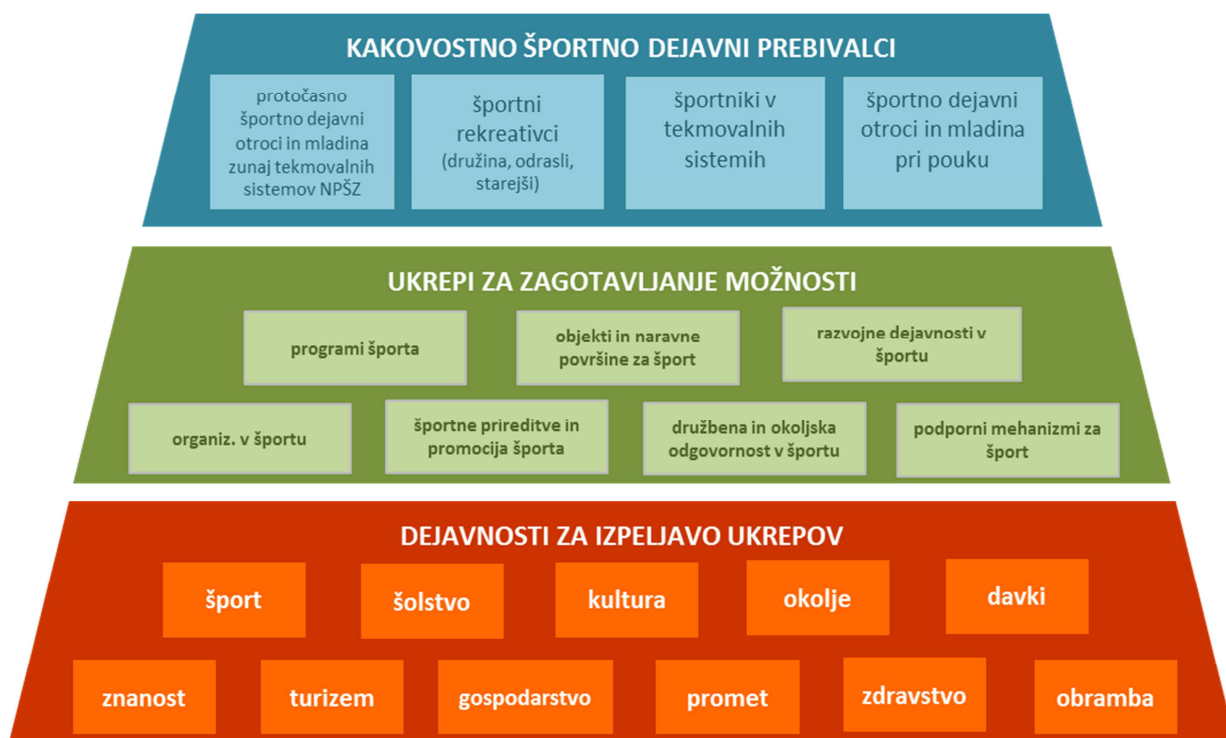 KAKOVOSTNO ŠPORTNO DEJAVNI PREBIVALCI
protočasno
športno dejavni
otroci in mladina
zunaj tekmovalnih
sistemov NPŠZ
športni
rekreativci
(družina, odrasli,
starejši)
športniki v
tekmovalnih
sistemih
športno dejavni
otroci in mladina
pri pouku
UKREPI ZA ZAGOTAVLJANJE MOŽNOSTI
programi športa
objekti in naravne
površine za šport
razvojne dejavnosti v
športu
organiz. v športu
športne prireditve in
promocija športa
družbena in okoljska
odgovornost v športu
podporni mehanizmi za
šport
DEJAVNOSTI ZA IZPELJAVO UKREPOV
šport
šolstvo
kultura
okolje
davki
znanost
turizem
gospodarstvo
promet
zdravstvo
obramba